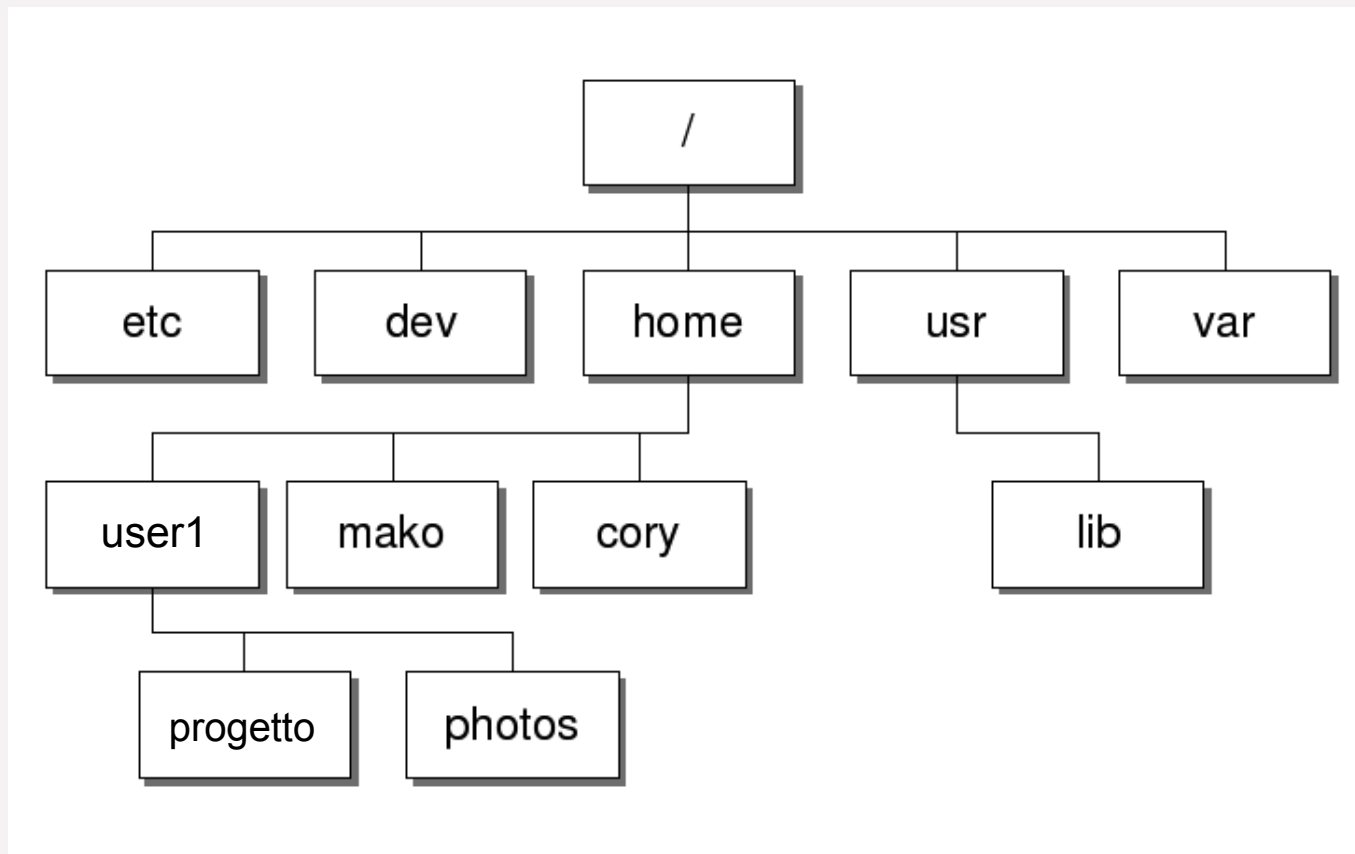 /
etc
dev
home
usr
var
user1
mako
cory
lib
progetto
photos